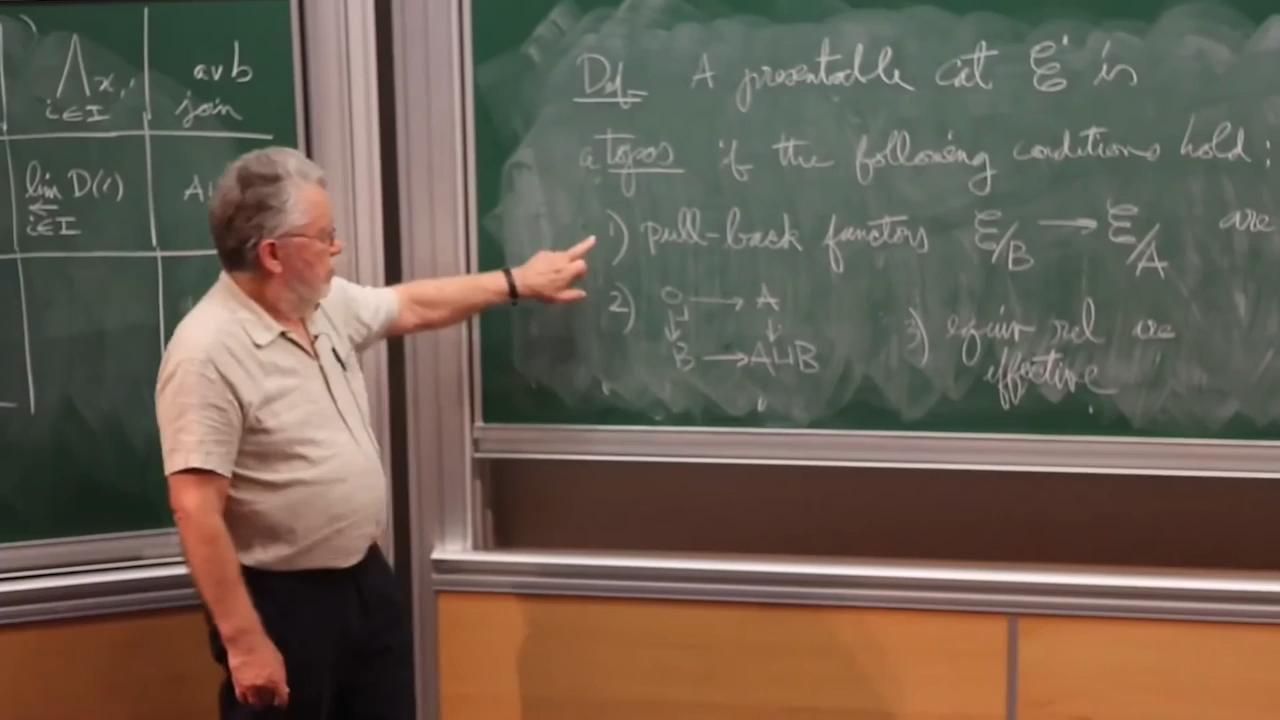 ⋀ xᵢ
i∈I
a∨b
join
lim D(i)
←
i∈I
Def A presentable cat ℰ is
a topos if the following conditions hold:
1) pull-back functors ℰ/B → ℰ/A are
2) 0 → A
B → A⊔B
3) equiv rel are
effective